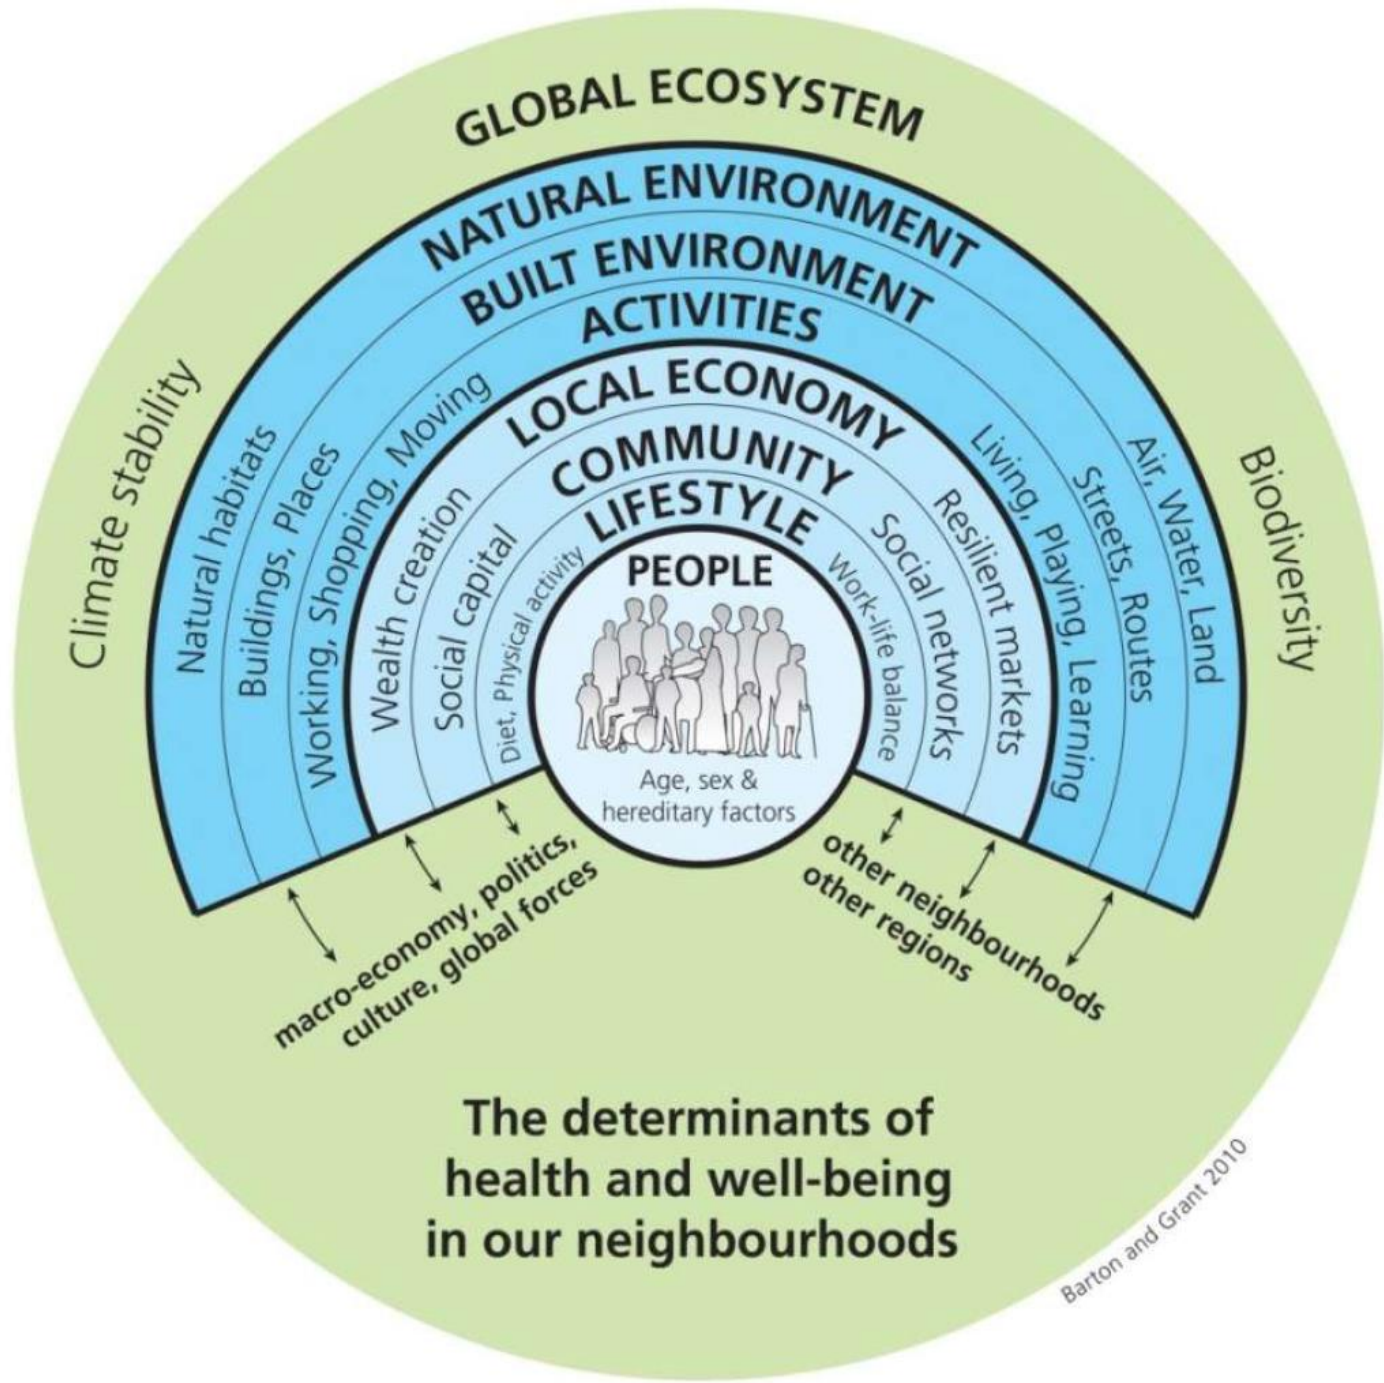 GLOBAL ECOSYSTEM
NATURAL ENVIRONMENT
BUILT ENVIRONMENT
ACTIVITIES
LOCAL ECONOMY
COMMUNITY
LIFESTYLE
PEOPLE
Age, sex &
hereditary factors
Climate stability
Natural habitats
Buildings, Places
Working, Shopping, Moving
Wealth creation
Social capital
Diet, Physical activity
Work-life balance
Social networks
Resilient markets
Living, Playing, Learning
Streets, Routes
Air, Water, Land
Biodiversity
macro-economy, politics,
culture, global forces
other neighbourhoods
other regions
The determinants of
health and well-being
in our neighbourhoods
Barton and Grant 2010